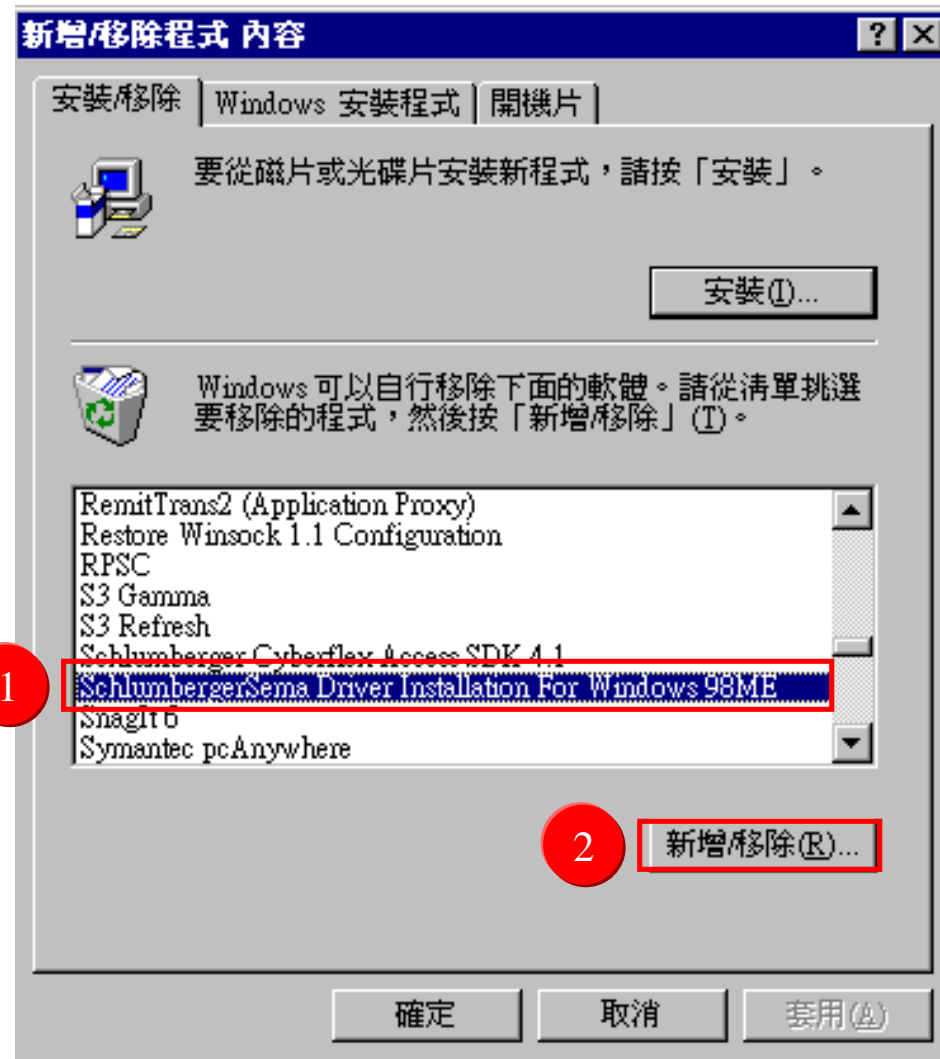 新增/移除程式 內容
安裝/移除
Windows 安裝程式
開機片
要從磁片或光碟片安裝新程式，請按「安裝」。
安裝(I)...
Windows 可以自行移除下面的軟體。請從清單挑選
要移除的程式，然後按「新增/移除」(T)。
RemitTrans2 (Application Proxy)
Restore Winsock 1.1 Configuration
RPSC
S3 Gamma
S3 Refresh
Schlumberger Cyberflex Access SDK 4.1
1
SchlumbergerSema Driver Installation For Windows 98ME
SnagIt 6
Symantec pcAnywhere
2
新增/移除(R)...
確定
取消
套用(A)